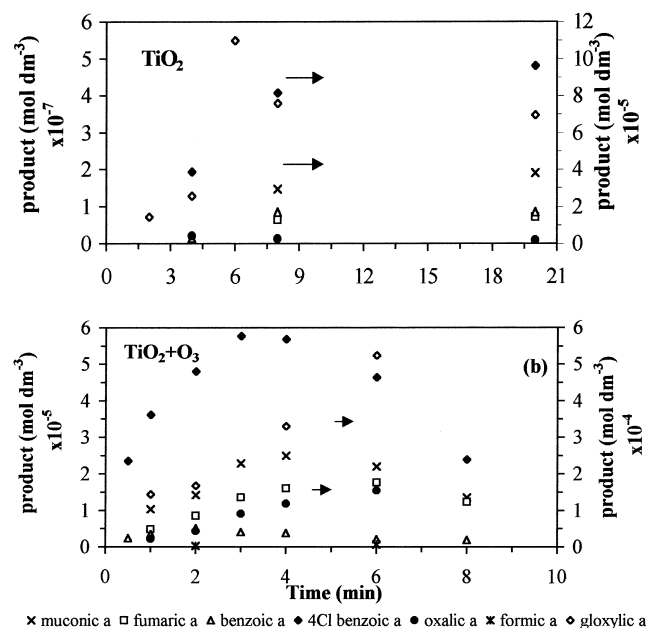 6
5
4
3
2
1
0
product (mol dm-3)
x10-7
TiO2
12
10
8
6
4
2
0
product (mol dm-3)
x10-5
0 3 6 9 12 15 18 21
6
5
4
3
2
1
0
product (mol dm-3)
x10-5
TiO2+O3
(b)
6
5
4
3
2
1
0
product (mol dm-3)
x10-4
0 2 4 6 8 10
Time (min)
× muconic a □ fumaric a △ benzoic a ◆ 4Cl benzoic a ● oxalic a ж formic a ◇ gloxylic a